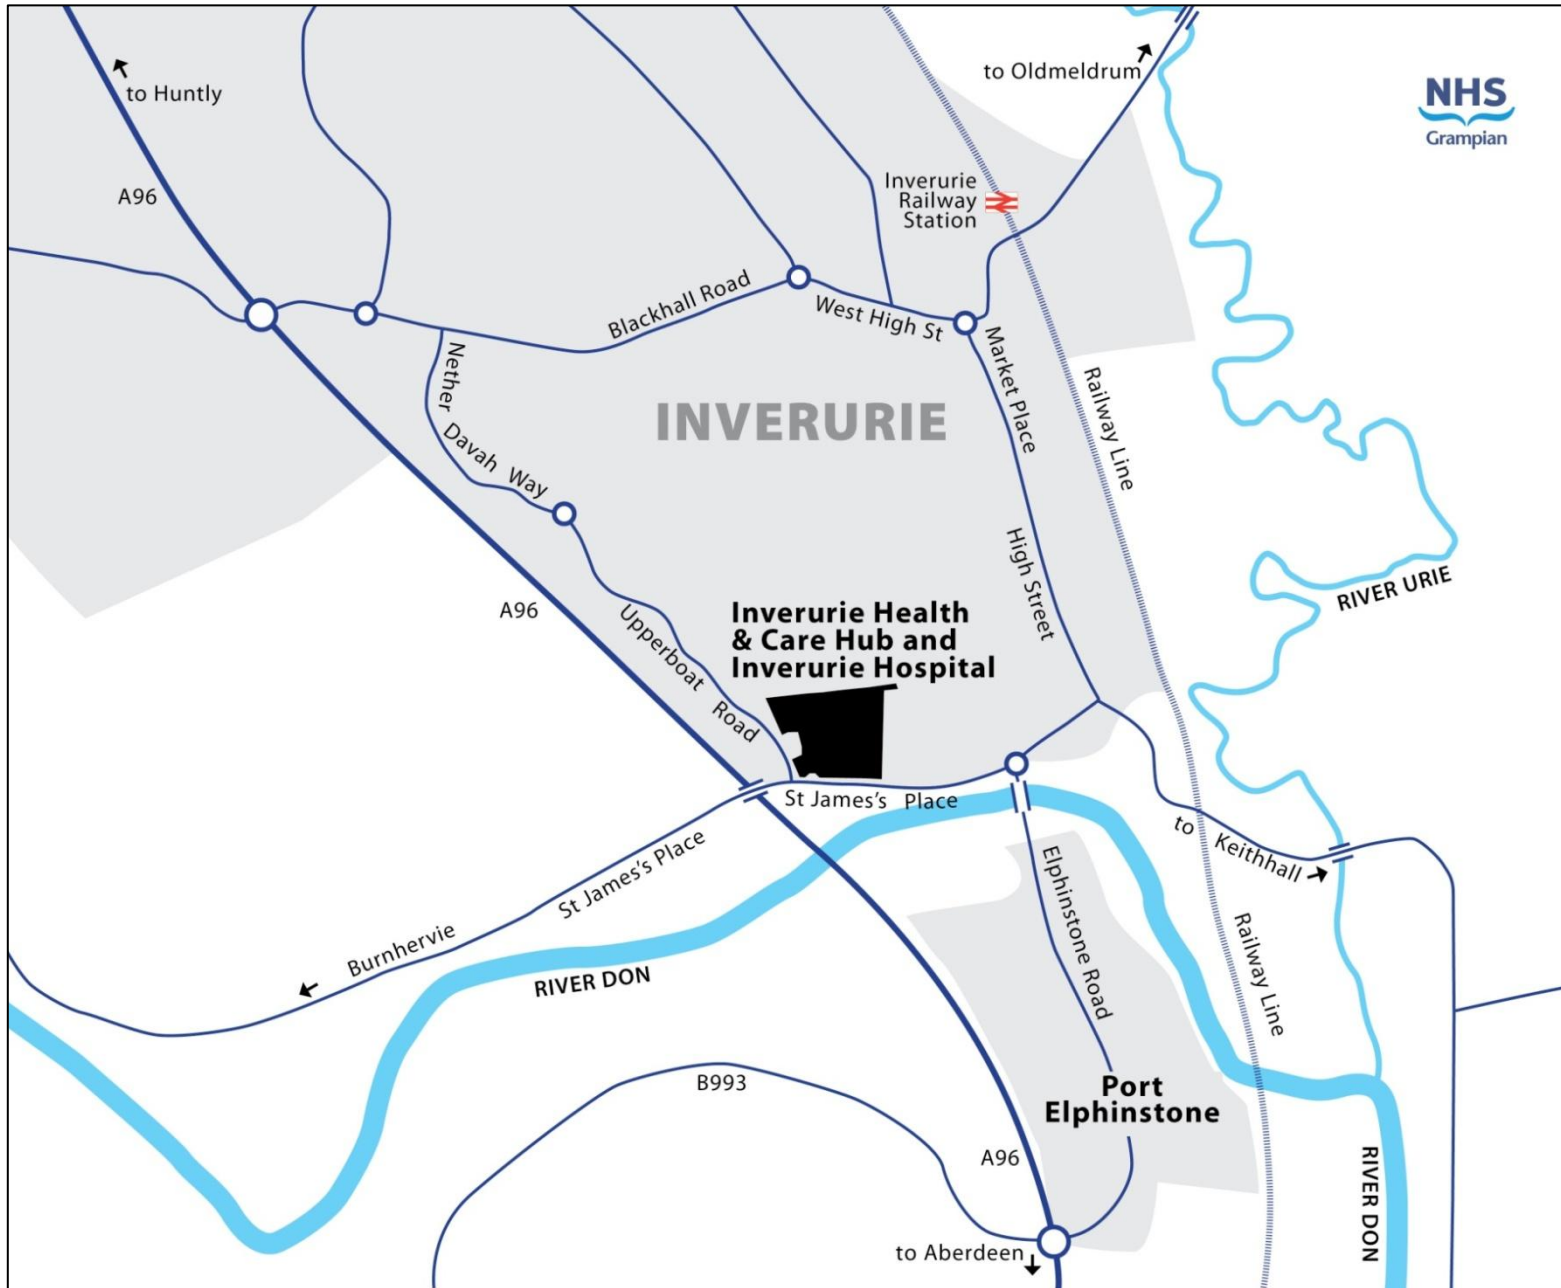 to Oldmeldrum
NHS
Grampian
to Huntly
A96
Inverurie
Railway
Station
Blackhall Road
West High St
Market Place
Nether Davah Way
INVERURIE
Railway Line
High Street
RIVER URIE
A96
Upperboat Road
Inverurie Health
& Care Hub and
Inverurie Hospital
St James's Place
to Keithhall
St James's Place
Elphinstone Road
Burnhervie
RIVER DON
Railway Line
B993
Port
Elphinstone
A96
RIVER DON
to Aberdeen